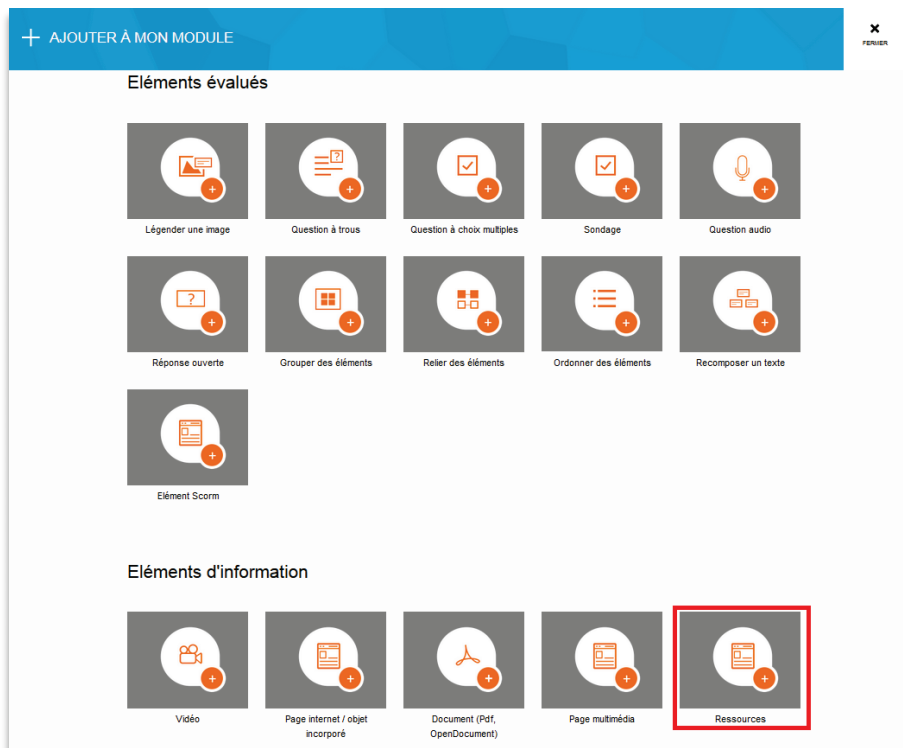 AJOUTER À MON MODULE
FERMER
Eléments évalués
Légender une image
Question à trous
Question à choix multiples
Sondage
Question audio
Réponse ouverte
Grouper des éléments
Relier des éléments
Ordonner des éléments
Recomposer un texte
Elément Scorm
Eléments d'information
Vidéo
Page internet / objet
incorporé
Document (Pdf,
OpenDocument)
Page multimédia
Ressources